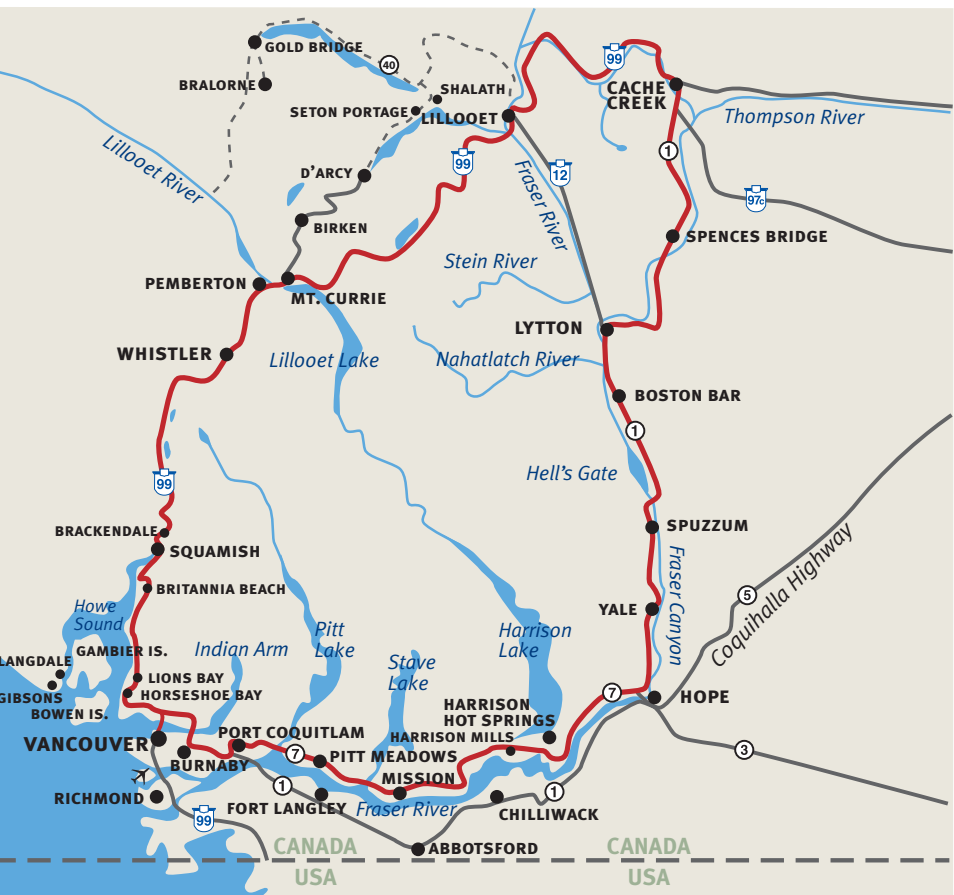 GOLD BRIDGE
99
40
BRALORNE
SHALATH
CACHE
CREEK
SETON PORTAGE
LILLOOET
Thompson River
Lillooet River
99
1
D'ARCY
Fraser River
12
97c
BIRKEN
SPENCES BRIDGE
Stein River
PEMBERTON
MT. CURRIE
LYTTON
WHISTLER
Lillooet Lake
Nahatlatch River
BOSTON BAR
1
Hell's Gate
99
BRACKENDALE
SPUZZUM
SQUAMISH
Fraser Canyon
Coquihalla Highway
BRITANNIA BEACH
5
Howe
Sound
YALE
Pitt
Lake
Harrison
Lake
GAMBIER IS.
Indian Arm
LANGDALE
Stave
Lake
LIONS BAY
GIBSONS
HORSESHOE BAY
7
HOPE
BOWEN IS.
HARRISON
HOT SPRINGS
VANCOUVER
PORT COQUITLAM
HARRISON MILLS
7
3
BURNABY
PITT MEADOWS
MISSION
1
1
RICHMOND
FORT LANGLEY
Fraser River
99
CHILLIWACK
CANADA
CANADA
ABBOTSFORD
USA
USA